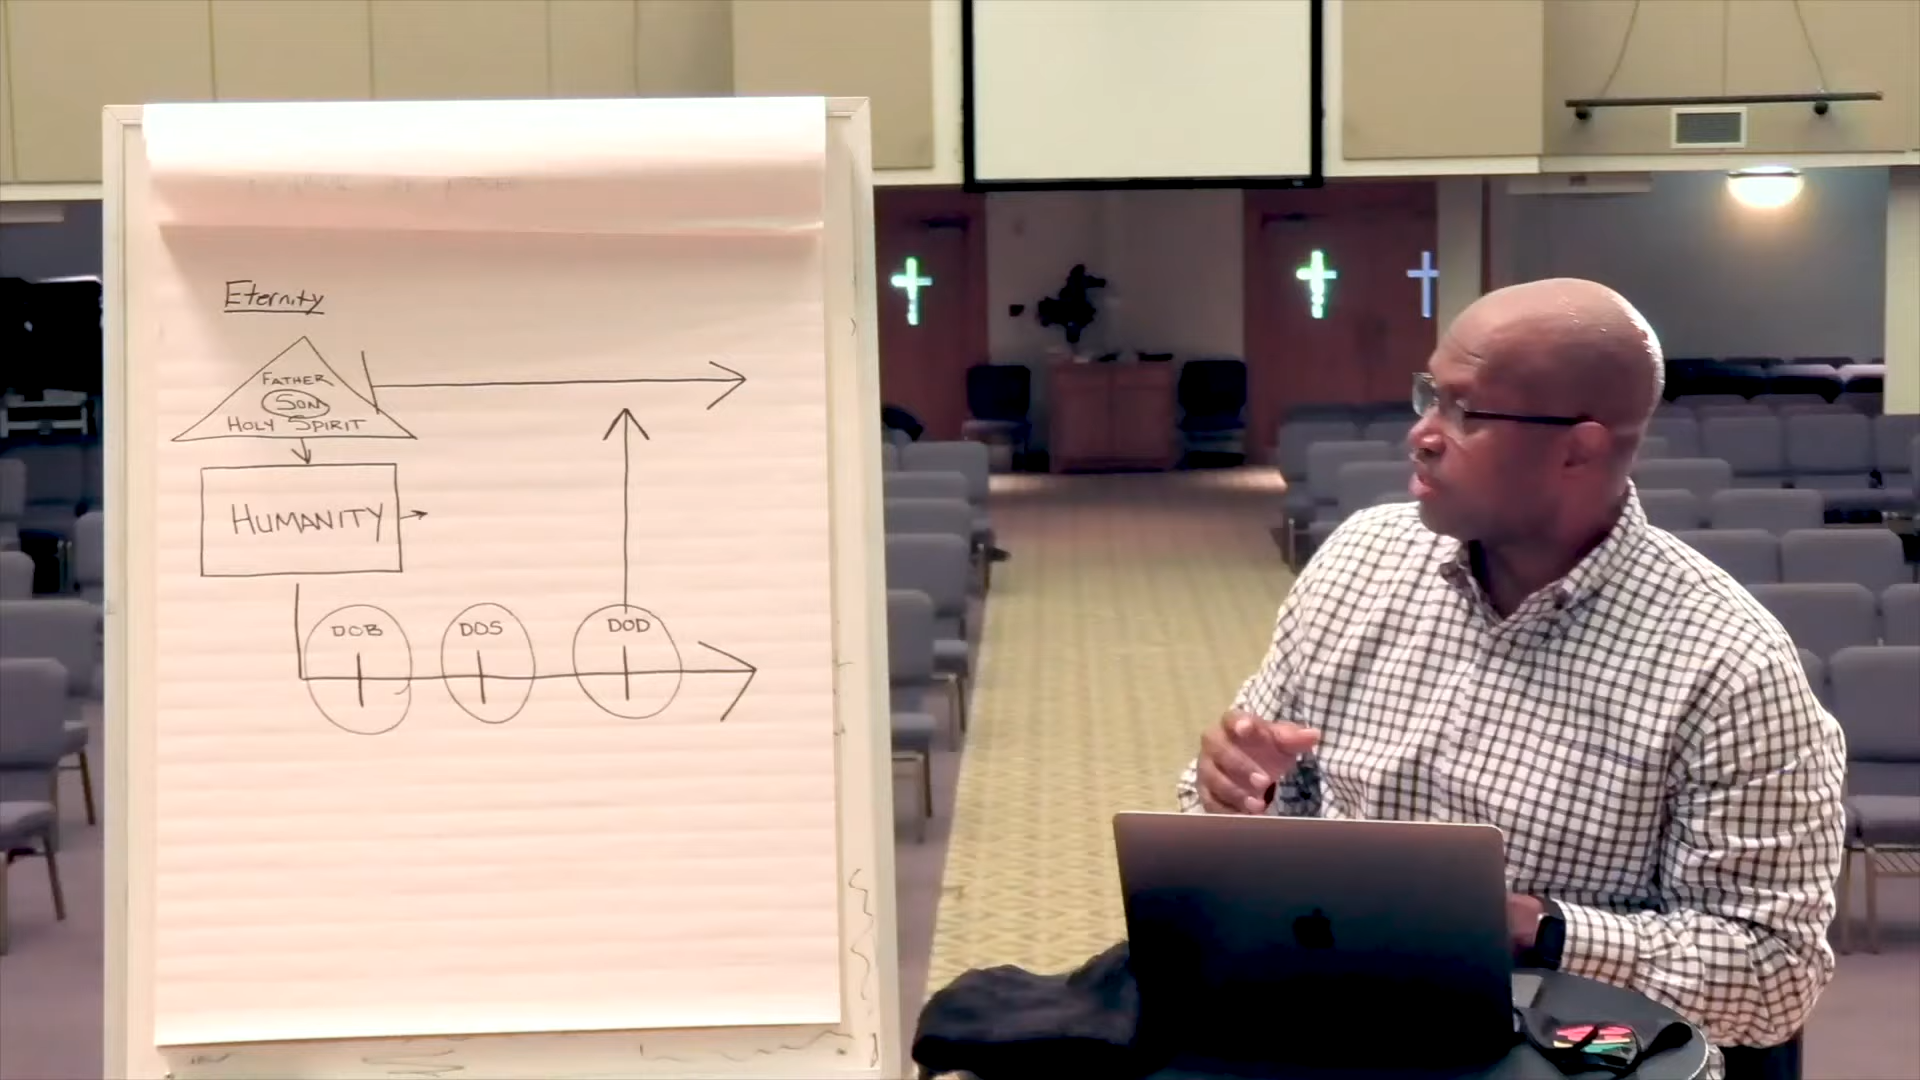 Eternity
FATHER
SON
HOLY SPIRIT
HUMANITY
DOB DOS DOD